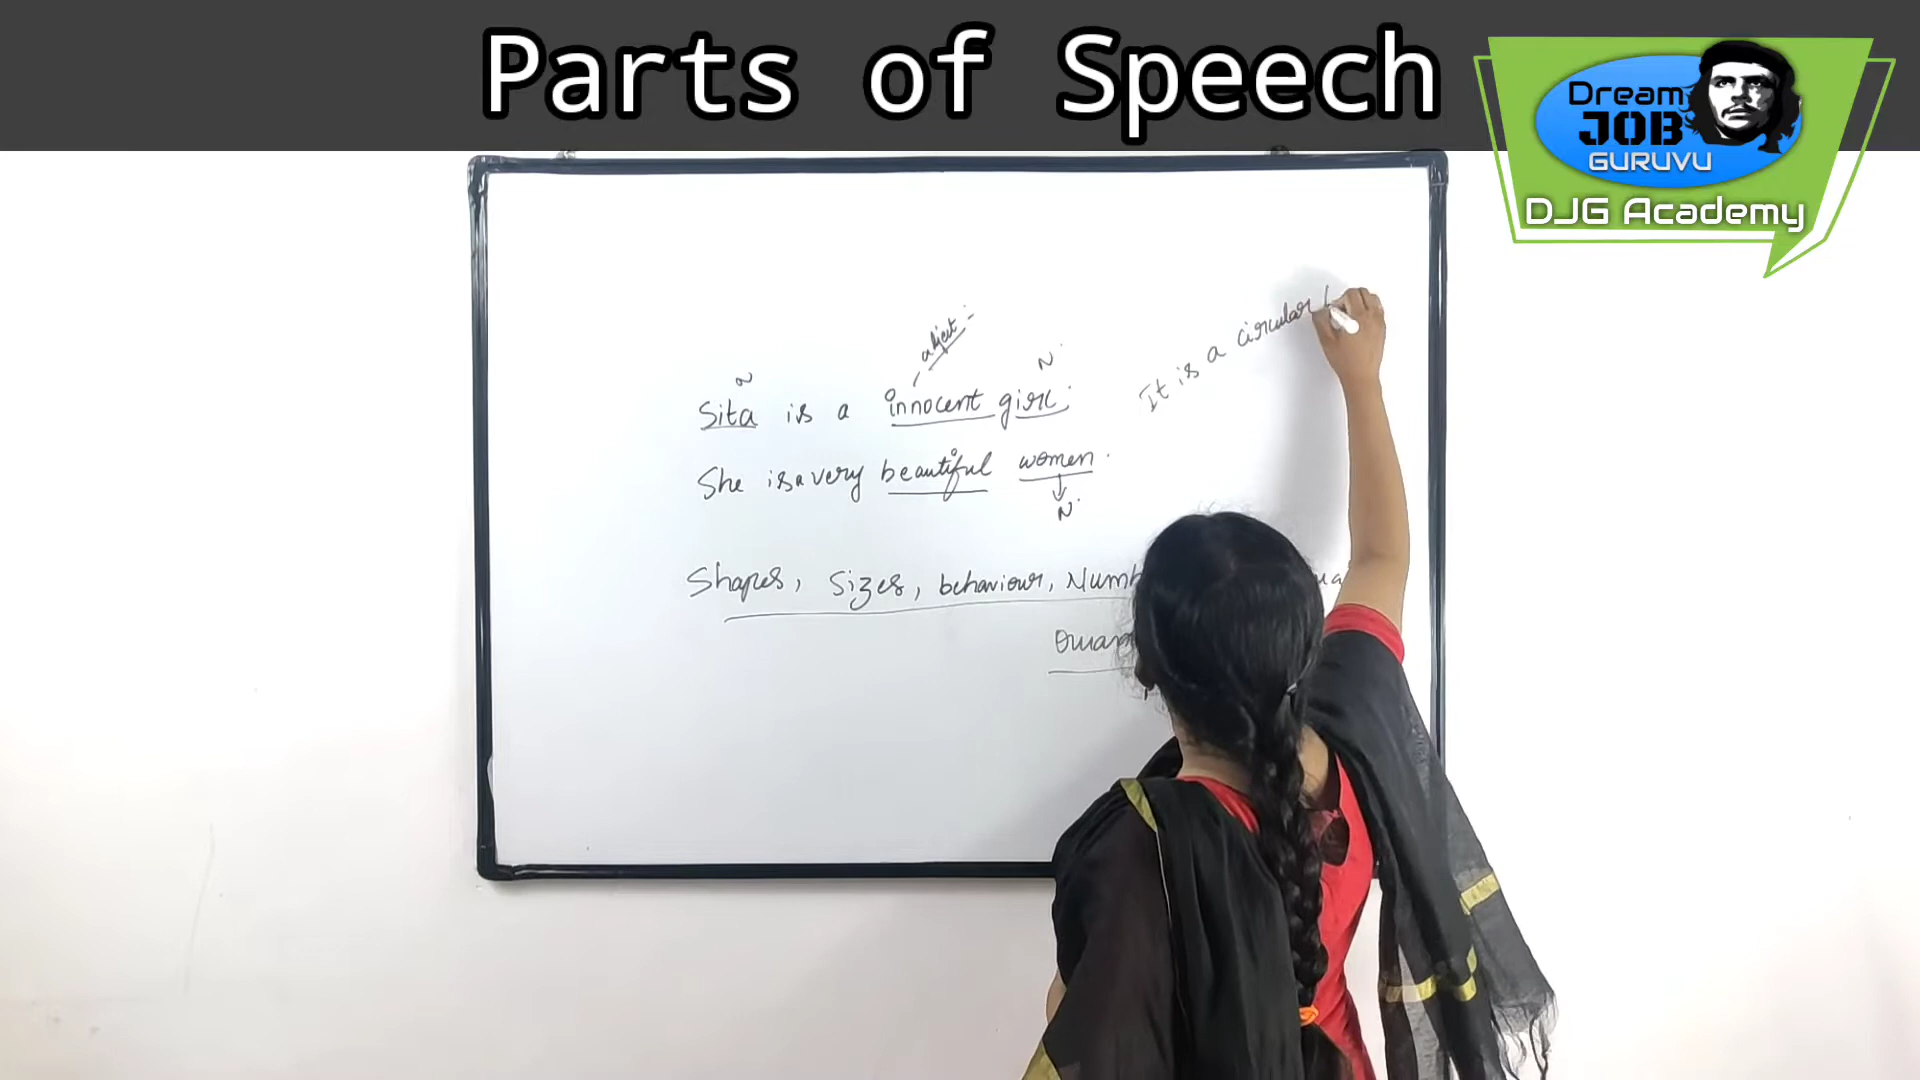 Parts of Speech
Dream
JOB
GURUVU
DJG Academy
It is a circular
adject -
N
N
Sita is a innocent girl.
She is a very beautiful women.
N
Shapes, Sizes, behaviour,